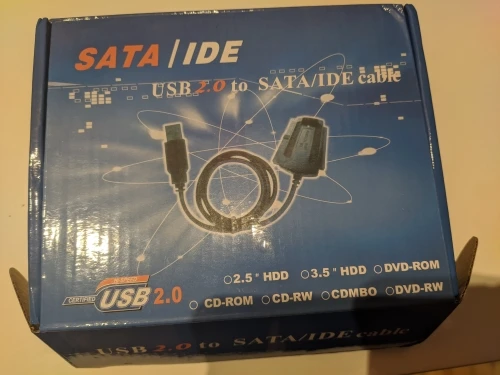 SATA/IDE
USB 2.0 to SATA/IDE cable
2.5" HDD 3.5" HDD DVD-ROM
CD-ROM CD-RW CDMBO DVD-RW
CERTIFIED USB 2.0
USB 2.0 to SATA/IDE cable